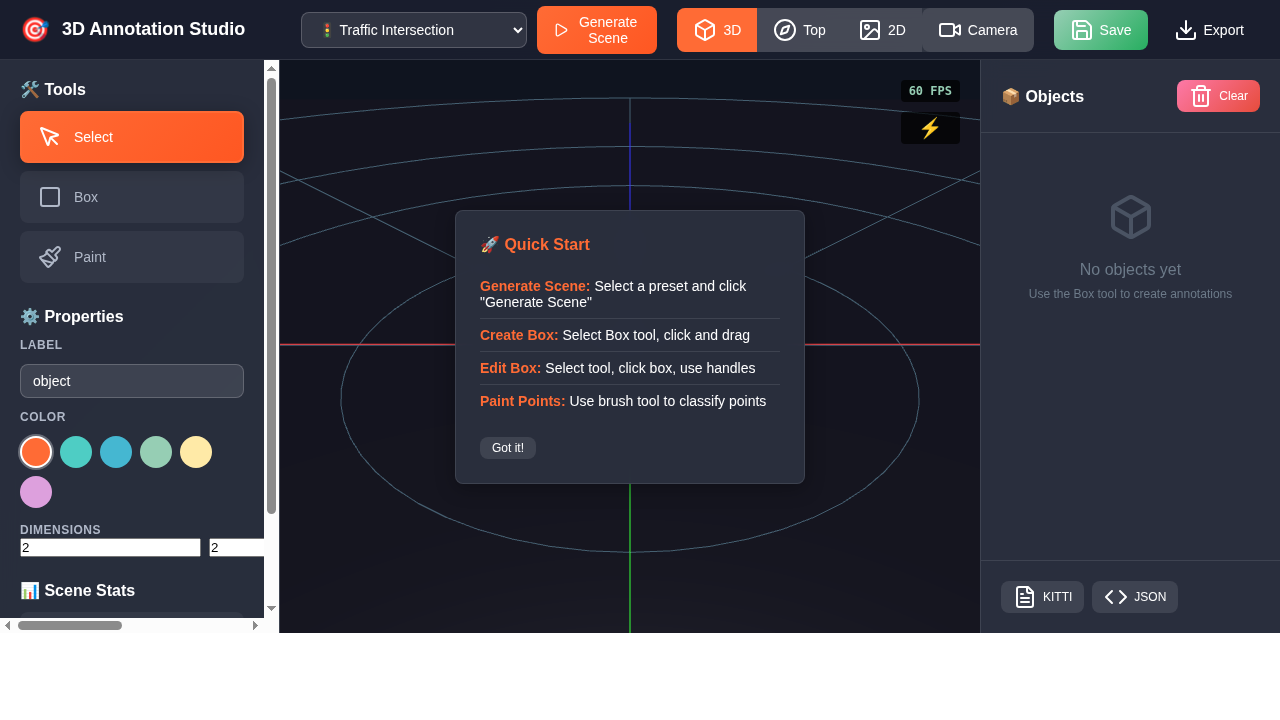 🎯 3D Annotation Studio
🚦 Traffic Intersection
Generate
Scene
3D
Top
2D
Camera
Save
Export
🛠️ Tools
Select
Box
Paint
⚙️ Properties
LABEL
object
COLOR
DIMENSIONS
2
2
📊 Scene Stats
60 FPS
⚡
🚀 Quick Start
Generate Scene: Select a preset and click
"Generate Scene"
Create Box: Select Box tool, click and drag
Edit Box: Select tool, click box, use handles
Paint Points: Use brush tool to classify points
Got it!
📦 Objects
Clear
No objects yet
Use the Box tool to create annotations
KITTI
JSON